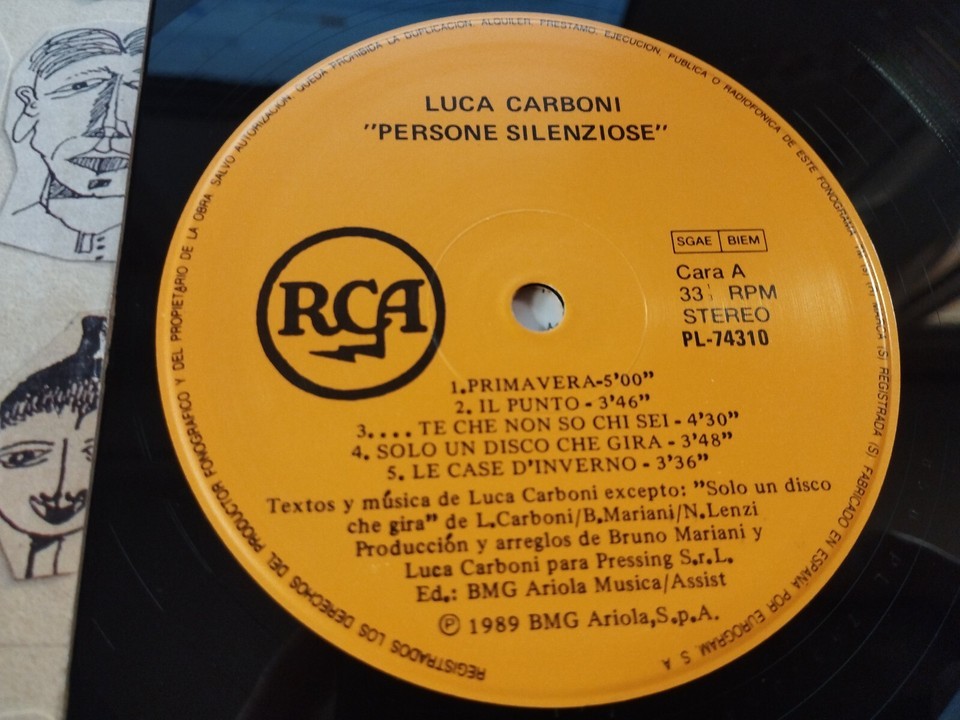 LUCA CARBONI
"PERSONE SILENZIOSE"
RCA
SGAE BIEM
Cara A
33 RPM
STEREO
PL-74310
1.PRIMAVERA-5'00"
2. IL PUNTO - 3'46"
3.... TE CHE NON SO CHI SEI - 4'30"
4. SOLO UN DISCO CHE GIRA - 3'48"
5. LE CASE D'INVERNO - 3'36"
Textos y música de Luca Carboni excepto: "Solo un disco
che gira" de L.Carboni/B.Mariani/N.Lenzi
Producción y arreglos de Bruno Mariani y
Luca Carboni para Pressing S.r.L.
Ed.: BMG Ariola Musica/Assist
Ⓟ 1989 BMG Ariola,S.p.A.
REGISTRADOS LOS DERECHOS DEL PRODUCTOR FONOGRAFICO Y DEL PROPIETARIO DE LA OBRA. SALVO AUTORIZACION, QUEDA PROHIBIDA LA DUPLICACION, ALQUILER, PRESTAMO, EJECUCION, PUBLICA O RADIOFONICA DE ESTE FONOGRAMA. REGISTRADA (S) FABRICADO EN ESPAÑA POR EUROGRAM, S A